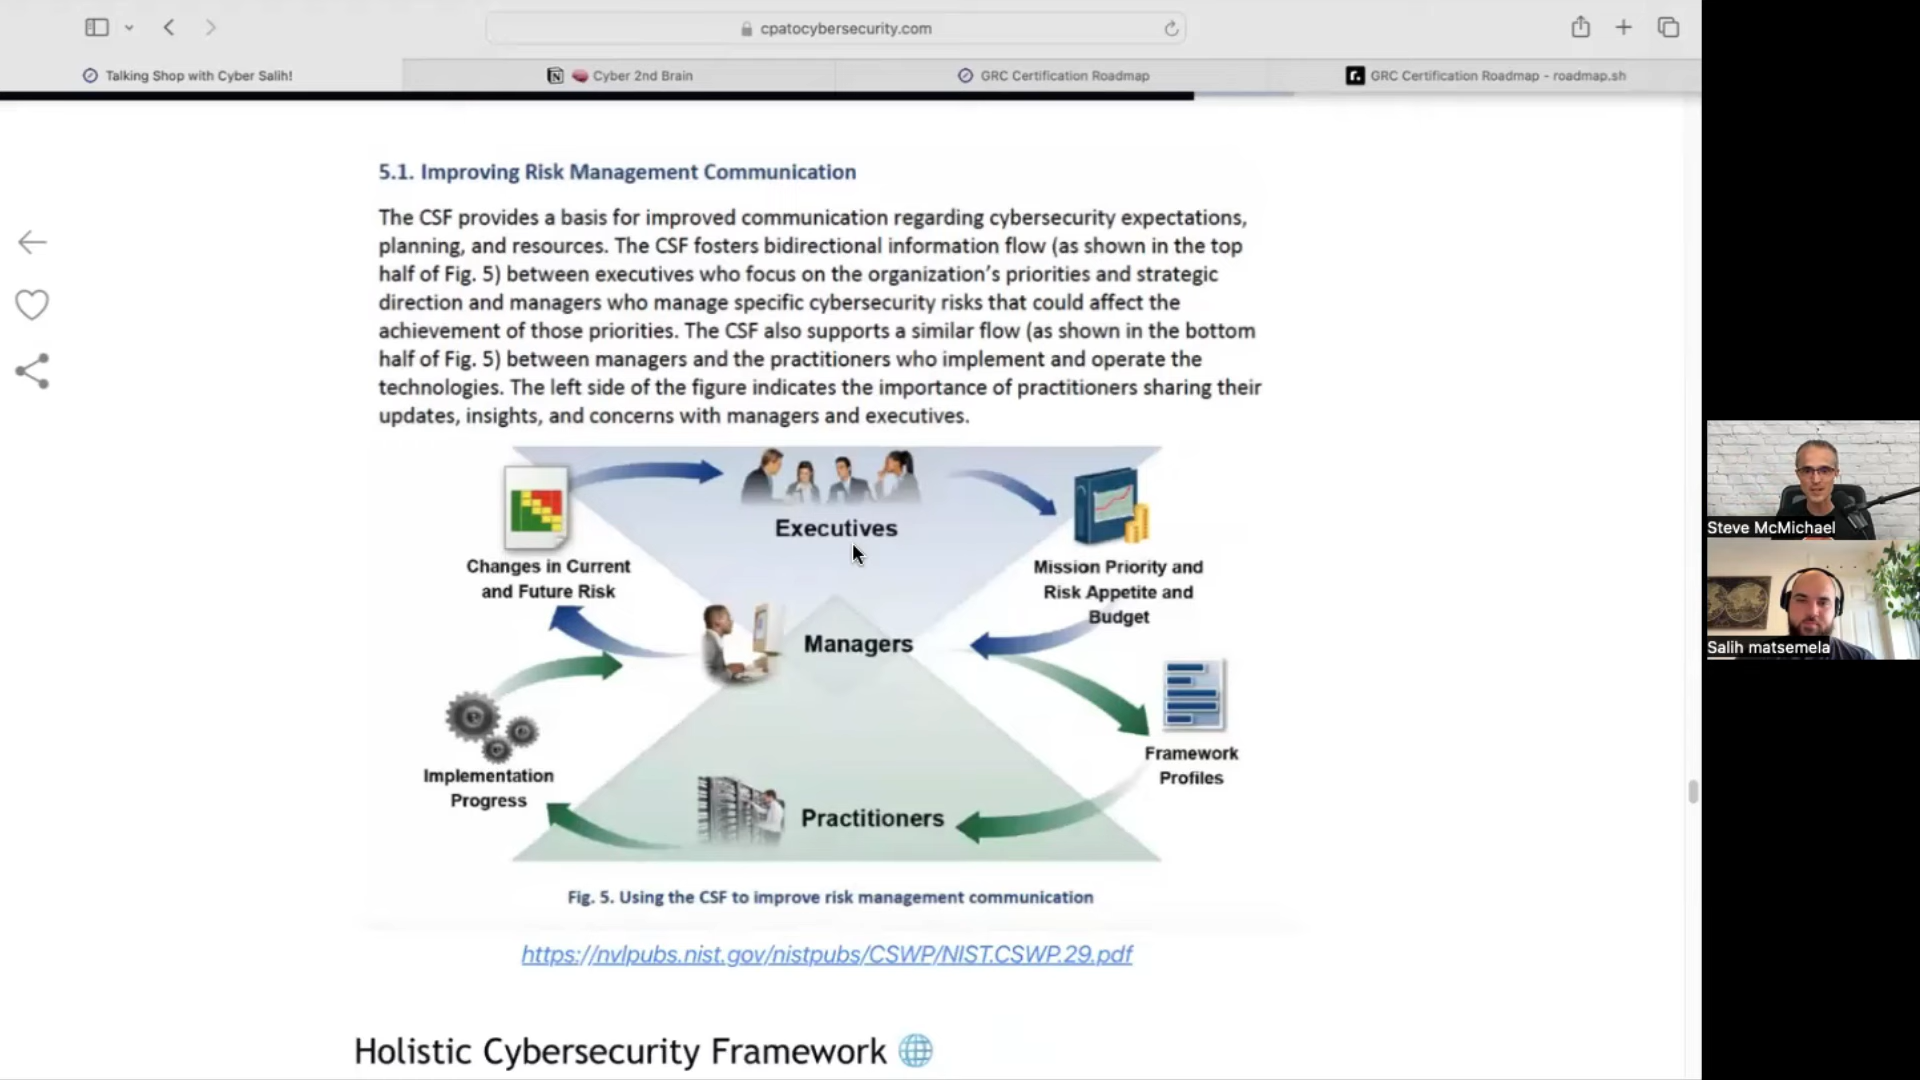 cpatocybersecurity.com
Talking Shop with Cyber Salih!
Cyber 2nd Brain
GRC Certification Roadmap
GRC Certification Roadmap - roadmap.sh
5.1. Improving Risk Management Communication
The CSF provides a basis for improved communication regarding cybersecurity expectations,
planning, and resources. The CSF fosters bidirectional information flow (as shown in the top
half of Fig. 5) between executives who focus on the organization's priorities and strategic
direction and managers who manage specific cybersecurity risks that could affect the
achievement of those priorities. The CSF also supports a similar flow (as shown in the bottom
half of Fig. 5) between managers and the practitioners who implement and operate the
technologies. The left side of the figure indicates the importance of practitioners sharing their
updates, insights, and concerns with managers and executives.
Executives
Changes in Current
and Future Risk
Mission Priority and
Risk Appetite and
Budget
Managers
Implementation
Progress
Framework
Profiles
Practitioners
Fig. 5. Using the CSF to improve risk management communication
https://nvlpubs.nist.gov/nistpubs/CSWP/NIST.CSWP.29.pdf
Holistic Cybersecurity Framework
Steve McMichael
Salih matsemela